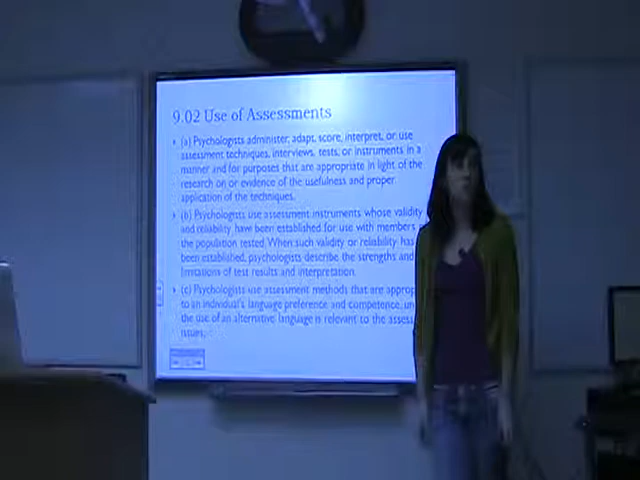 9.02 Use of Assessments
(a) Psychologists administer, adapt, score, interpret, or use
assessment techniques, interviews, tests, or instruments in a
manner and for purposes that are appropriate in light of the
research on or evidence of the usefulness and proper
application of the techniques.
(b) Psychologists use assessment instruments whose validity
and reliability have been established for use with members
the population tested. When such validity or reliability has
been established, psychologists describe the strengths and
limitations of test results and interpretation.
(c) Psychologists use assessment methods that are approp
to an individual's language preference and competence, un
the use of an alternative language is relevant to the assess
issues.